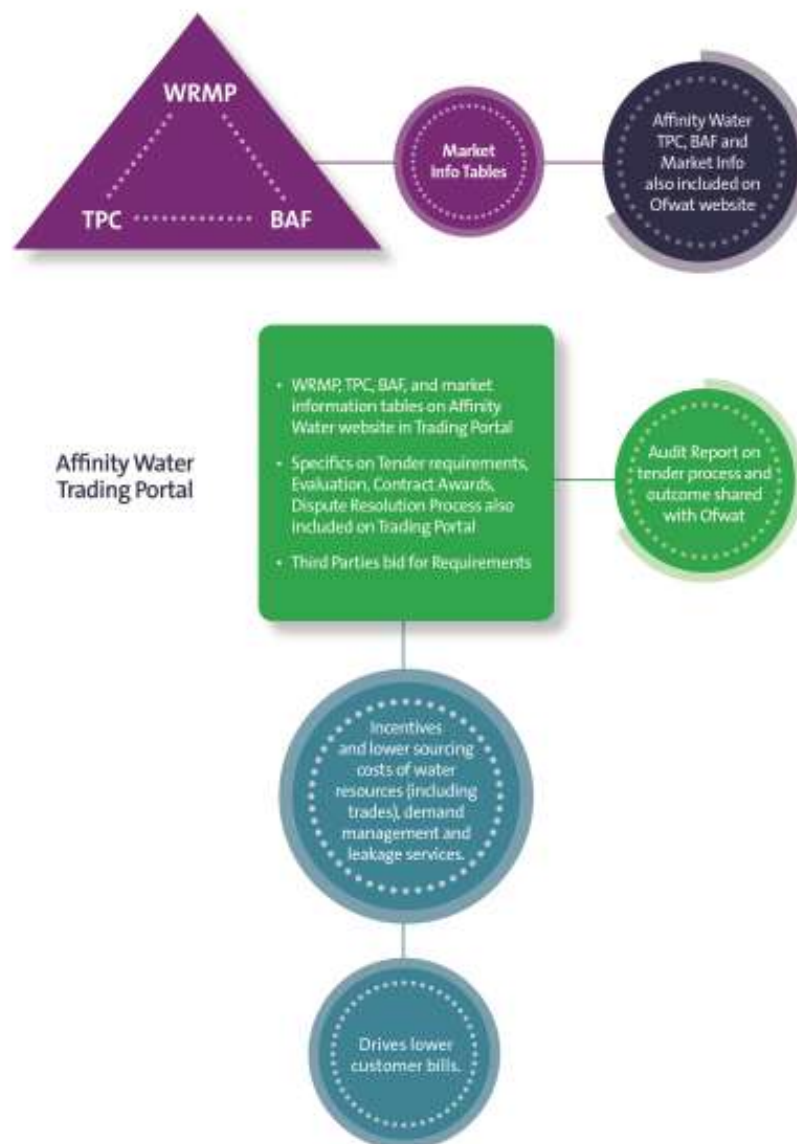 WRMP
TPC
BAF
Market
Info Tables
Affinity Water
TPC, BAF and
Market Info
also included on
Ofwat website
Affinity Water
Trading Portal
• WRMP, TPC, BAF, and market
information tables on Affinity
Water website in Trading Portal
• Specifics on Tender requirements,
Evaluation, Contract Awards,
Dispute Resolution Process also
included on Trading Portal
• Third Parties bid for Requirements
Audit Report on
tender process and
outcome shared
with Ofwat
Incentives
and lower sourcing
costs of water
resources (including
trades), demand
management and
leakage services.
Drives lower
customer bills.